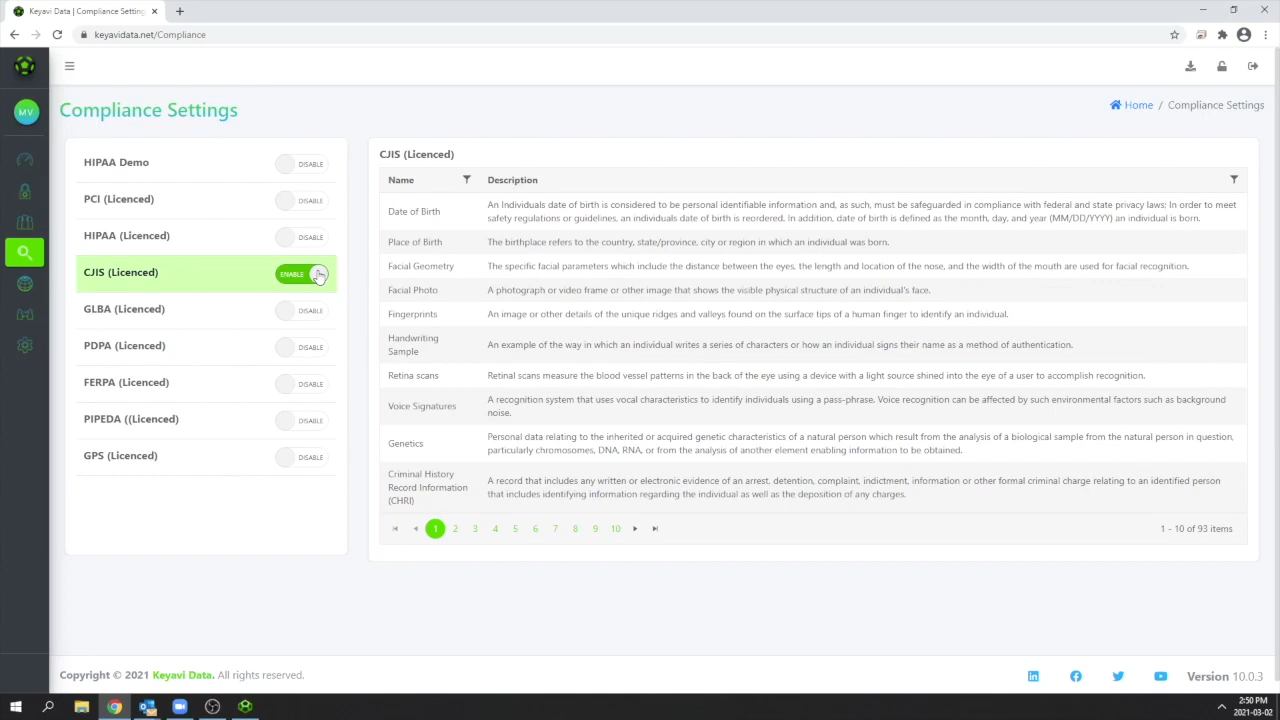 Keyavi Data | Compliance Setting
keyavidata.net/Compliance
MV
Compliance Settings
Home / Compliance Settings
HIPAA Demo
DISABLE
PCI (Licenced)
DISABLE
HIPAA (Licenced)
DISABLE
CJIS (Licenced)
ENABLE
GLBA (Licenced)
DISABLE
PDPA (Licenced)
DISABLE
FERPA (Licenced)
DISABLE
PIPEDA ((Licenced)
DISABLE
GPS (Licenced)
DISABLE
CJIS (Licenced)
Name
Description
Date of Birth
An Individuals date of birth is considered to be personal identifiable information and, as such, must be safeguarded in compliance with federal and state privacy laws; In order to meet
safety regulations or guidelines, an individuals date of birth is reordered. In addition, date of birth is defined as the month, day, and year (MM/DD/YYYY) an individual is born.
Place of Birth
The birthplace refers to the country, state/province, city or region in which an individual was born.
Facial Geometry
The specific facial parameters which include the distance between the eyes, the length and location of the nose, and the width of the mouth are used for facial recognition.
Facial Photo
A photograph or video frame or other image that shows the visible physical structure of an individual's face.
Fingerprints
An image or other details of the unique ridges and valleys found on the surface tips of a human finger to identify an individual.
Handwriting
Sample
An example of the way in which an individual writes a series of characters or how an individual signs their name as a method of authentication.
Retina scans
Retinal scans measure the blood vessel patterns in the back of the eye using a device with a light source shined into the eye of a user to accomplish recognition.
Voice Signatures
A recognition system that uses vocal characteristics to identify individuals using a pass-phrase. Voice recognition can be affected by such environmental factors such as background
noise.
Genetics
Personal data relating to the inherited or acquired genetic characteristics of a natural person which result from the analysis of a biological sample from the natural person in question,
particularly chromosomes, DNA, RNA, or from the analysis of another element enabling information to be obtained.
Criminal History
Record Information
(CHRI)
A record that includes any written or electronic evidence of an arrest, detention, complaint, indictment, information or other formal criminal charge relating to an identified person
that includes identifying information regarding the individual as well as the deposition of any charges.
1 2 3 4 5 6 7 8 9 10
1 - 10 of 93 items
Copyright © 2021 Keyavi Data. All rights reserved.
Version 10.0.3
2:50 PM
2021-03-02